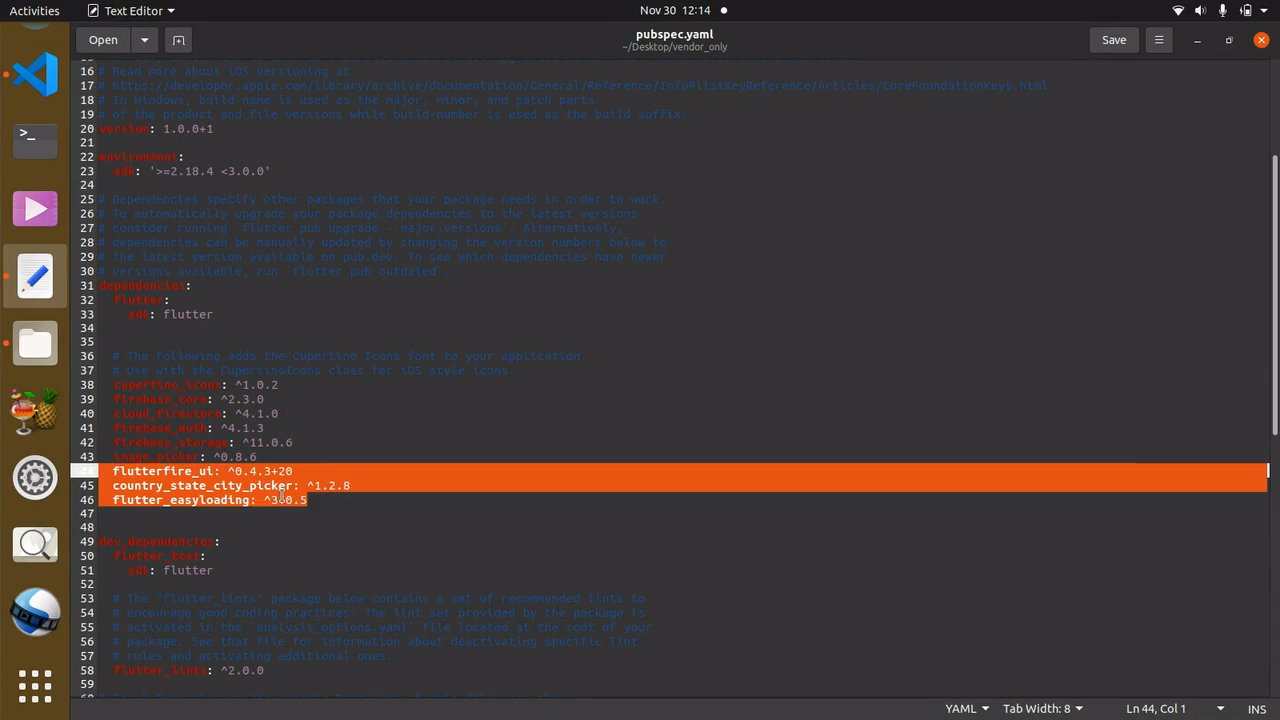 Activities
Text Editor
Nov 30 12:14
Open
pubspec.yaml
~/Desktop/vendor_only
Save
16 # Read more about iOS versioning at
17 # https://developer.apple.com/library/archive/documentation/General/Reference/InfoPlistKeyReference/Articles/CoreFoundationKeys.html
18 # In Windows, build-name is used as the major, minor, and patch parts
19 # of the product and file versions while build-number is used as the build suffix.
20 version: 1.0.0+1
21
22 environment:
23 sdk: '>=2.18.4 <3.0.0'
24
25 # Dependencies specify other packages that your package needs in order to work.
26 # To automatically upgrade your package dependencies to the latest versions
27 # consider running `flutter pub upgrade --major-versions`. Alternatively,
28 # dependencies can be manually updated by changing the version numbers below to
29 # the latest version available on pub.dev. To see which dependencies have newer
30 # versions available, run `flutter pub outdated`.
31 dependencies:
32 flutter:
33 sdk: flutter
34
35
36 # The following adds the Cupertino Icons font to your application.
37 # Use with the CupertinoIcons class for iOS style icons.
38 cupertino_icons: ^1.0.2
39 firebase_core: ^2.3.0
40 cloud_firestore: ^4.1.0
41 firebase_auth: ^4.1.3
42 firebase_storage: ^11.0.6
43 image_picker: ^0.8.6
44 flutterfire_ui: ^0.4.3+20
45 country_state_city_picker: ^1.2.8
46 flutter_easyloading: ^3.0.5
47
48
49 dev_dependencies:
50 flutter_test:
51 sdk: flutter
52
53 # The "flutter_lints" package below contains a set of recommended lints to
54 # encourage good coding practices. The lint set provided by the package is
55 # activated in the `analysis_options.yaml` file located at the root of your
56 # package. See that file for information about deactivating specific lint
57 # rules and activating additional ones.
58 flutter_lints: ^2.0.0
59
YAML
Tab Width: 8
Ln 44, Col 1
INS